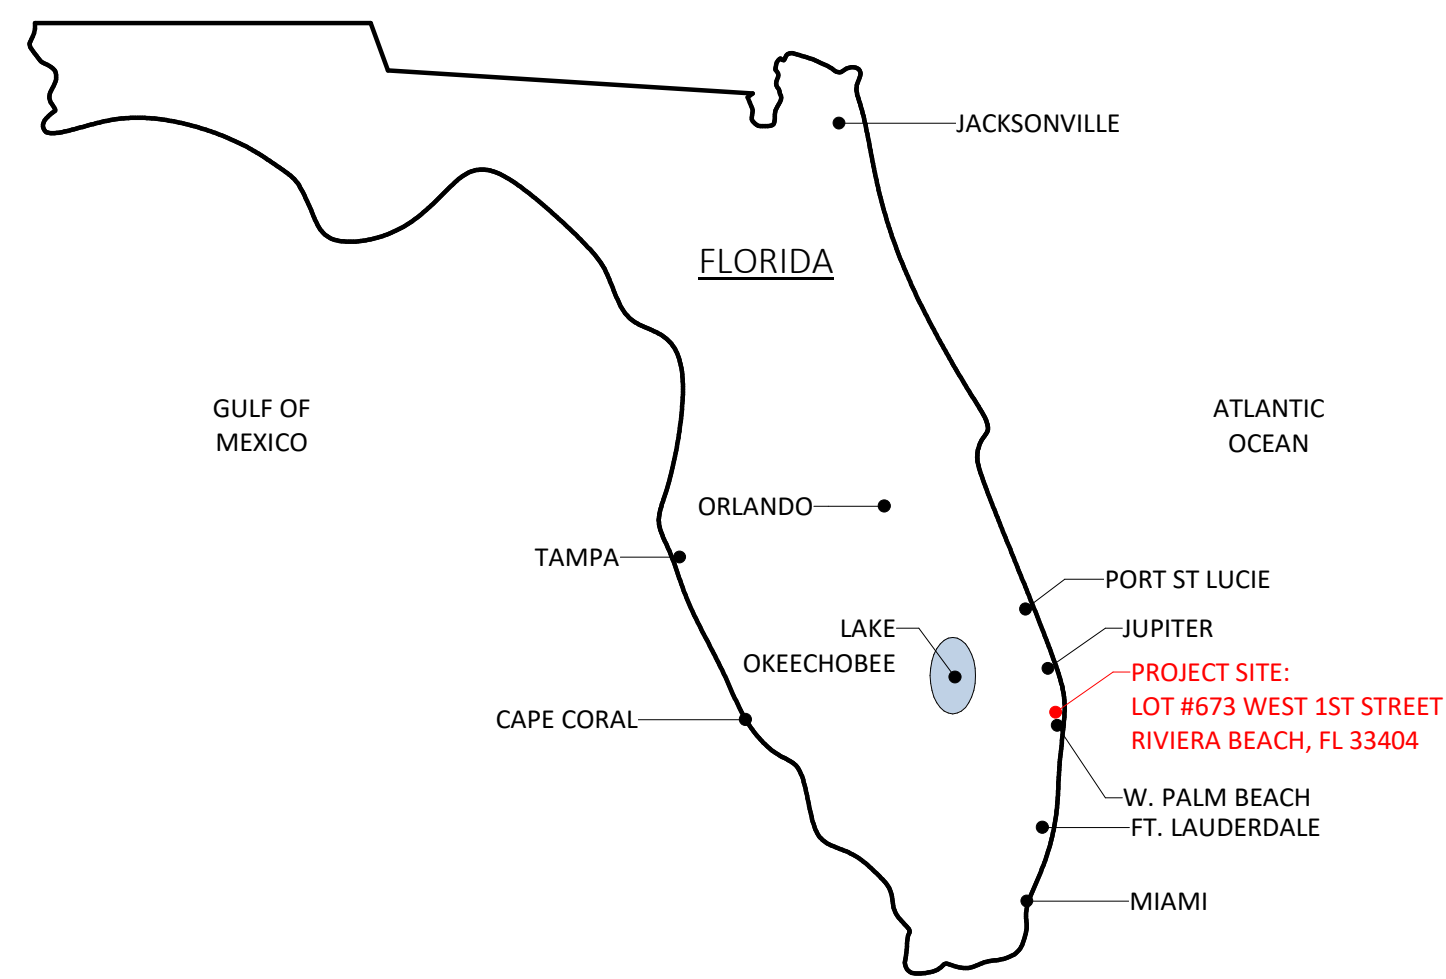 JACKSONVILLE
FLORIDA
GULF OF
MEXICO
ATLANTIC
OCEAN
ORLANDO
TAMPA
PORT ST LUCIE
LAKE
OKEECHOBEE
JUPITER
PROJECT SITE:
LOT #673 WEST 1ST STREET
RIVIERA BEACH, FL 33404
CAPE CORAL
W. PALM BEACH
FT. LAUDERDALE
MIAMI